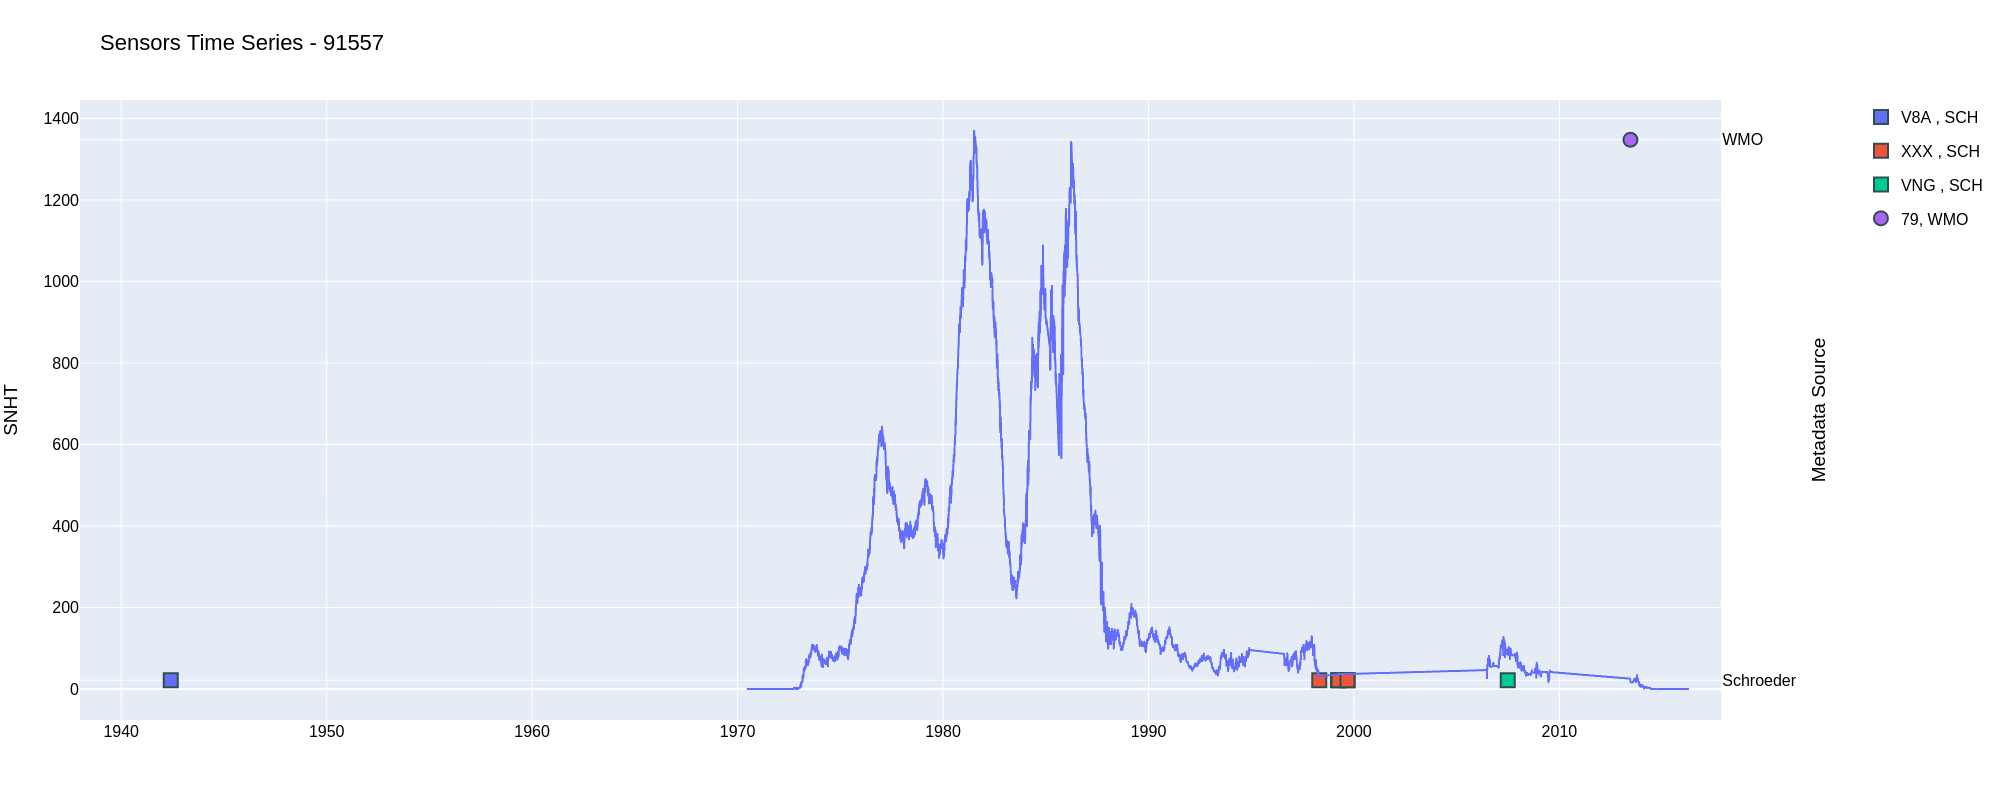 Sensors Time Series - 91557
SNHT
1400
1200
1000
800
600
400
200
0
1940
1950
1960
1970
1980
1990
2000
2010
WMO
Schroeder
Metadata Source
V8A , SCH
XXX , SCH
VNG , SCH
79, WMO